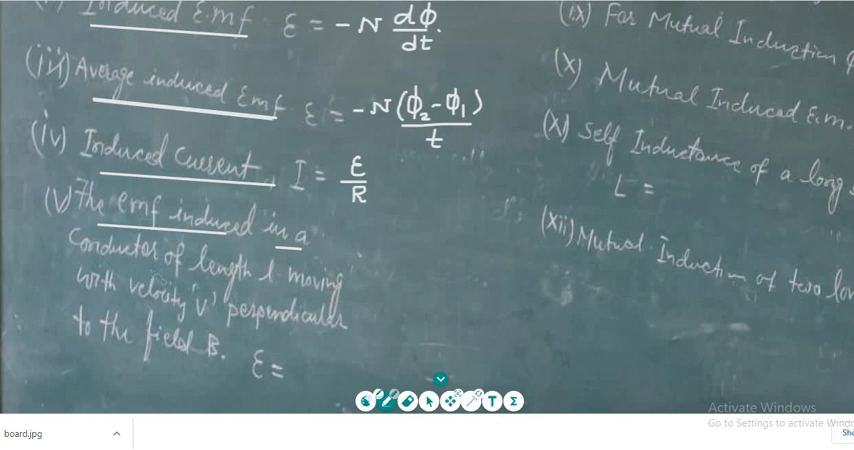 Induced E.mf ε = -N dϕ/dt.
(iii) Average induced Emf ε = -N (ϕ₂ - ϕ₁)/t
(iv) Induced Current I = ε/R
(v) The emf induced in a
Conductor of length l moving
with velocity 'v' perpendicular
to the field B.
ε =
(ix) For Mutual Induction
(x) Mutual Induced E.m.
(x) Self Inductance of a long
L =
(xii) Mutual Induction of two lon
T
Σ
Activate Windows
Go to Settings to activate Windo
board.jpg
Sho